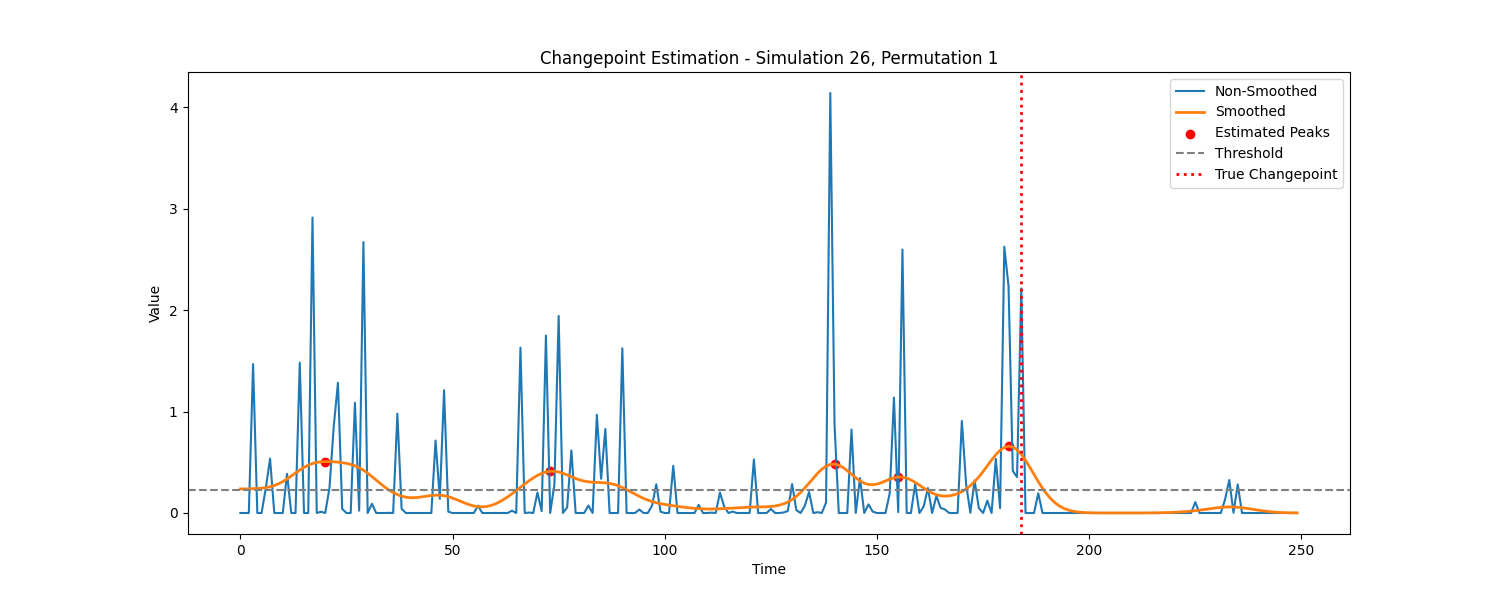 Changepoint Estimation - Simulation 26, Permutation 1
Non-Smoothed
Smoothed
Estimated Peaks
Threshold
True Changepoint
Value
4
3
2
1
0
0 50 100 150 200 250
Time